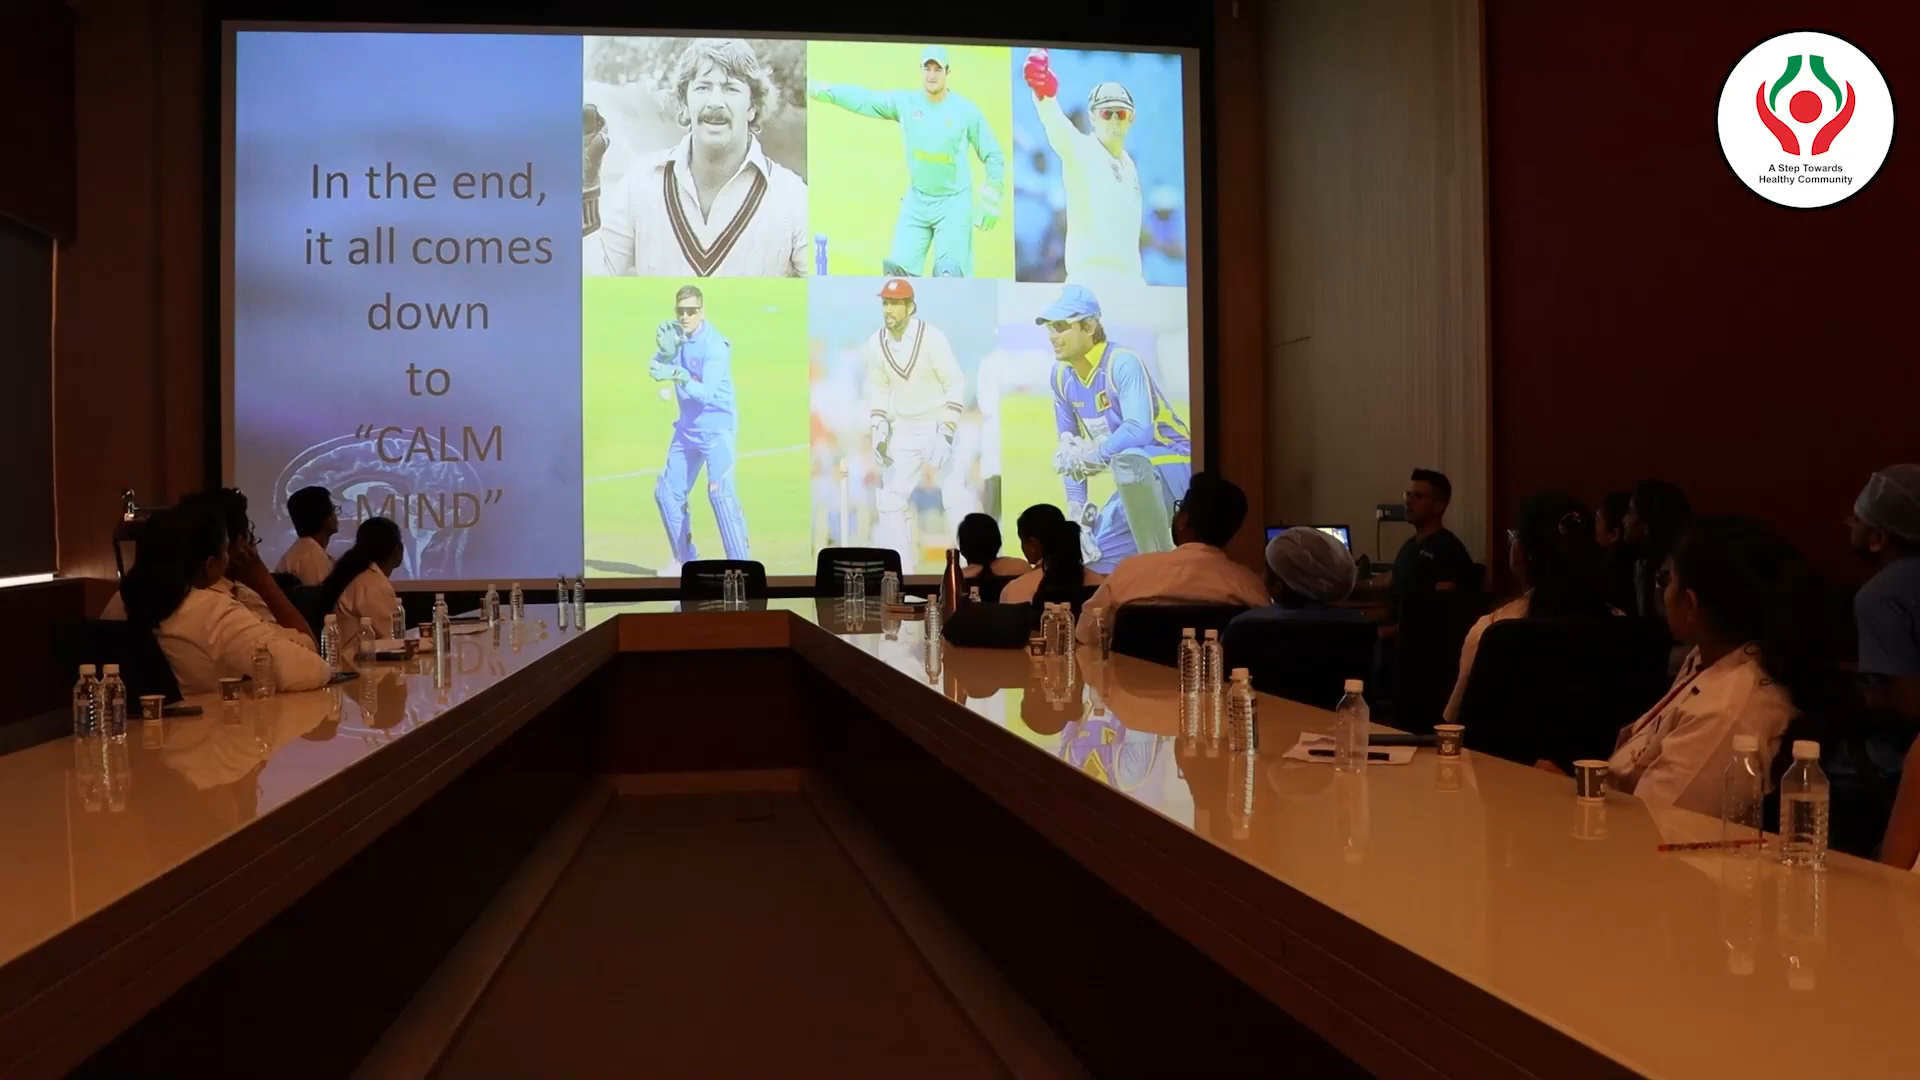 In the end,
it all comes
down
to
“CALM
MIND”
A Step Towards
Healthy Community